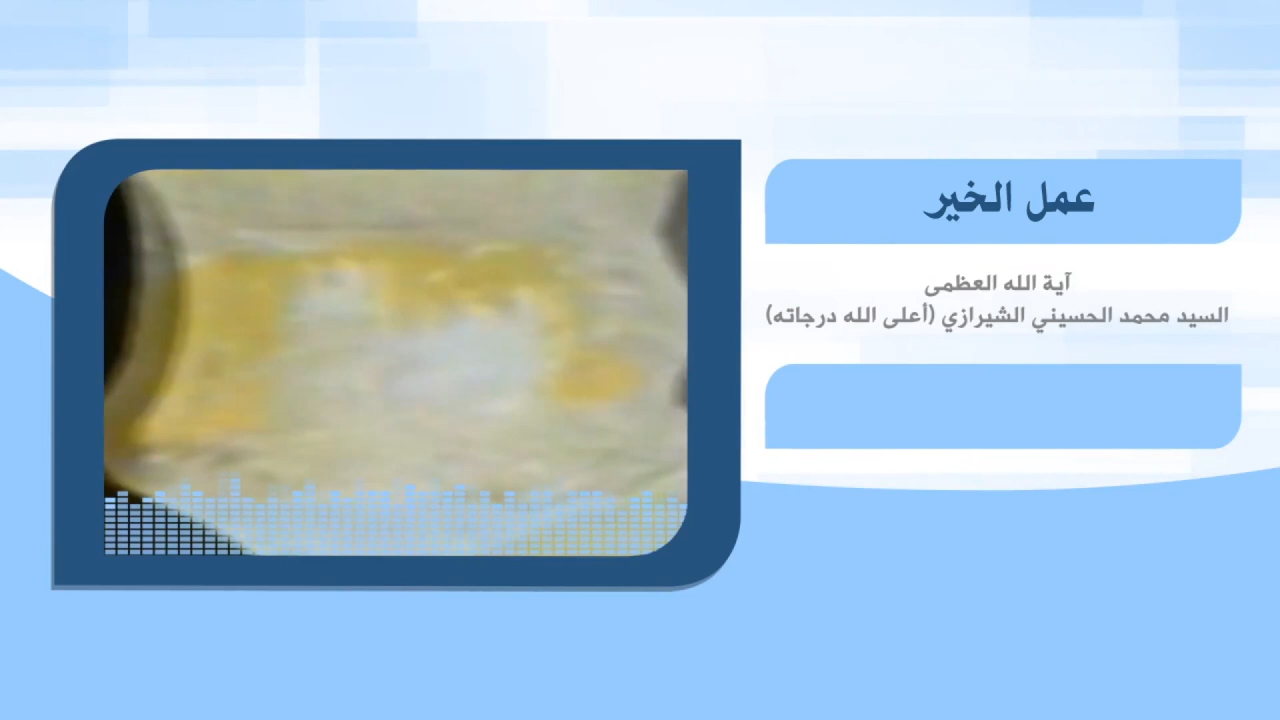 عمل الخير
آية الله العظمى
السيد محمد الحسيني الشيرازي (أعلى الله درجاته)